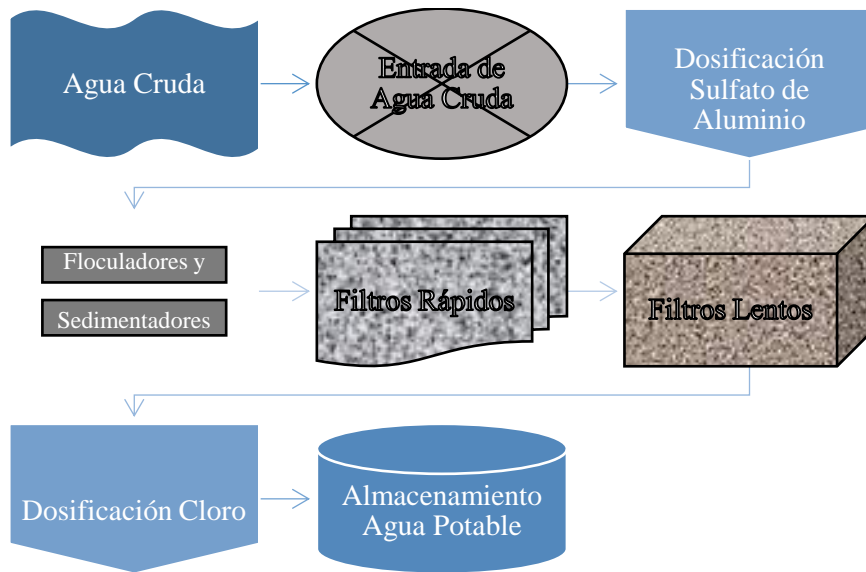 Agua Cruda
Entrada de
Agua Cruda
Dosificación
Sulfato de
Aluminio
Floculadores y
Sedimentadores
Filtros Rápidos
Filtros Lentos
Dosificación Cloro
Almacenamiento
Agua Potable